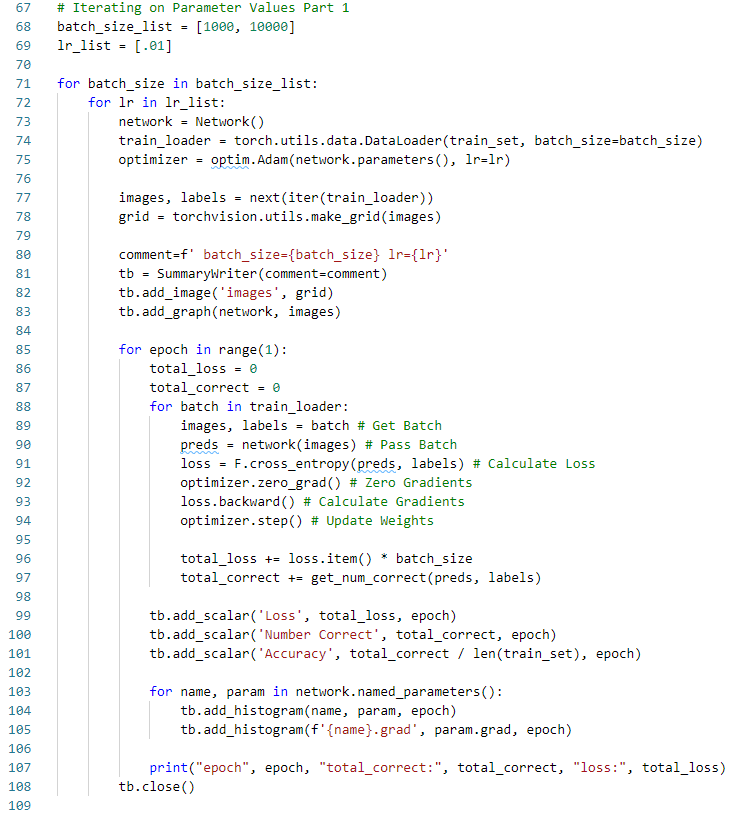 67 # Iterating on Parameter Values Part 1
68 batch_size_list = [1000, 10000]
69 lr_list = [.01]
70
71 for batch_size in batch_size_list:
72     for lr in lr_list:
73         network = Network()
74         train_loader = torch.utils.data.DataLoader(train_set, batch_size=batch_size)
75         optimizer = optim.Adam(network.parameters(), lr=lr)
76
77         images, labels = next(iter(train_loader))
78         grid = torchvision.utils.make_grid(images)
79
80         comment=f' batch_size={batch_size} lr={lr}'
81         tb = SummaryWriter(comment=comment)
82         tb.add_image('images', grid)
83         tb.add_graph(network, images)
84
85         for epoch in range(1):
86             total_loss = 0
87             total_correct = 0
88             for batch in train_loader:
89                 images, labels = batch # Get Batch
90                 preds = network(images) # Pass Batch
91                 loss = F.cross_entropy(preds, labels) # Calculate Loss
92                 optimizer.zero_grad() # Zero Gradients
93                 loss.backward() # Calculate Gradients
94                 optimizer.step() # Update Weights
95
96                 total_loss += loss.item() * batch_size
97                 total_correct += get_num_correct(preds, labels)
98
99             tb.add_scalar('Loss', total_loss, epoch)
100             tb.add_scalar('Number Correct', total_correct, epoch)
101             tb.add_scalar('Accuracy', total_correct / len(train_set), epoch)
102
103             for name, param in network.named_parameters():
104                 tb.add_histogram(name, param, epoch)
105                 tb.add_histogram(f'{name}.grad', param.grad, epoch)
106
107             print("epoch", epoch, "total_correct:", total_correct, "loss:", total_loss)
108         tb.close()
109